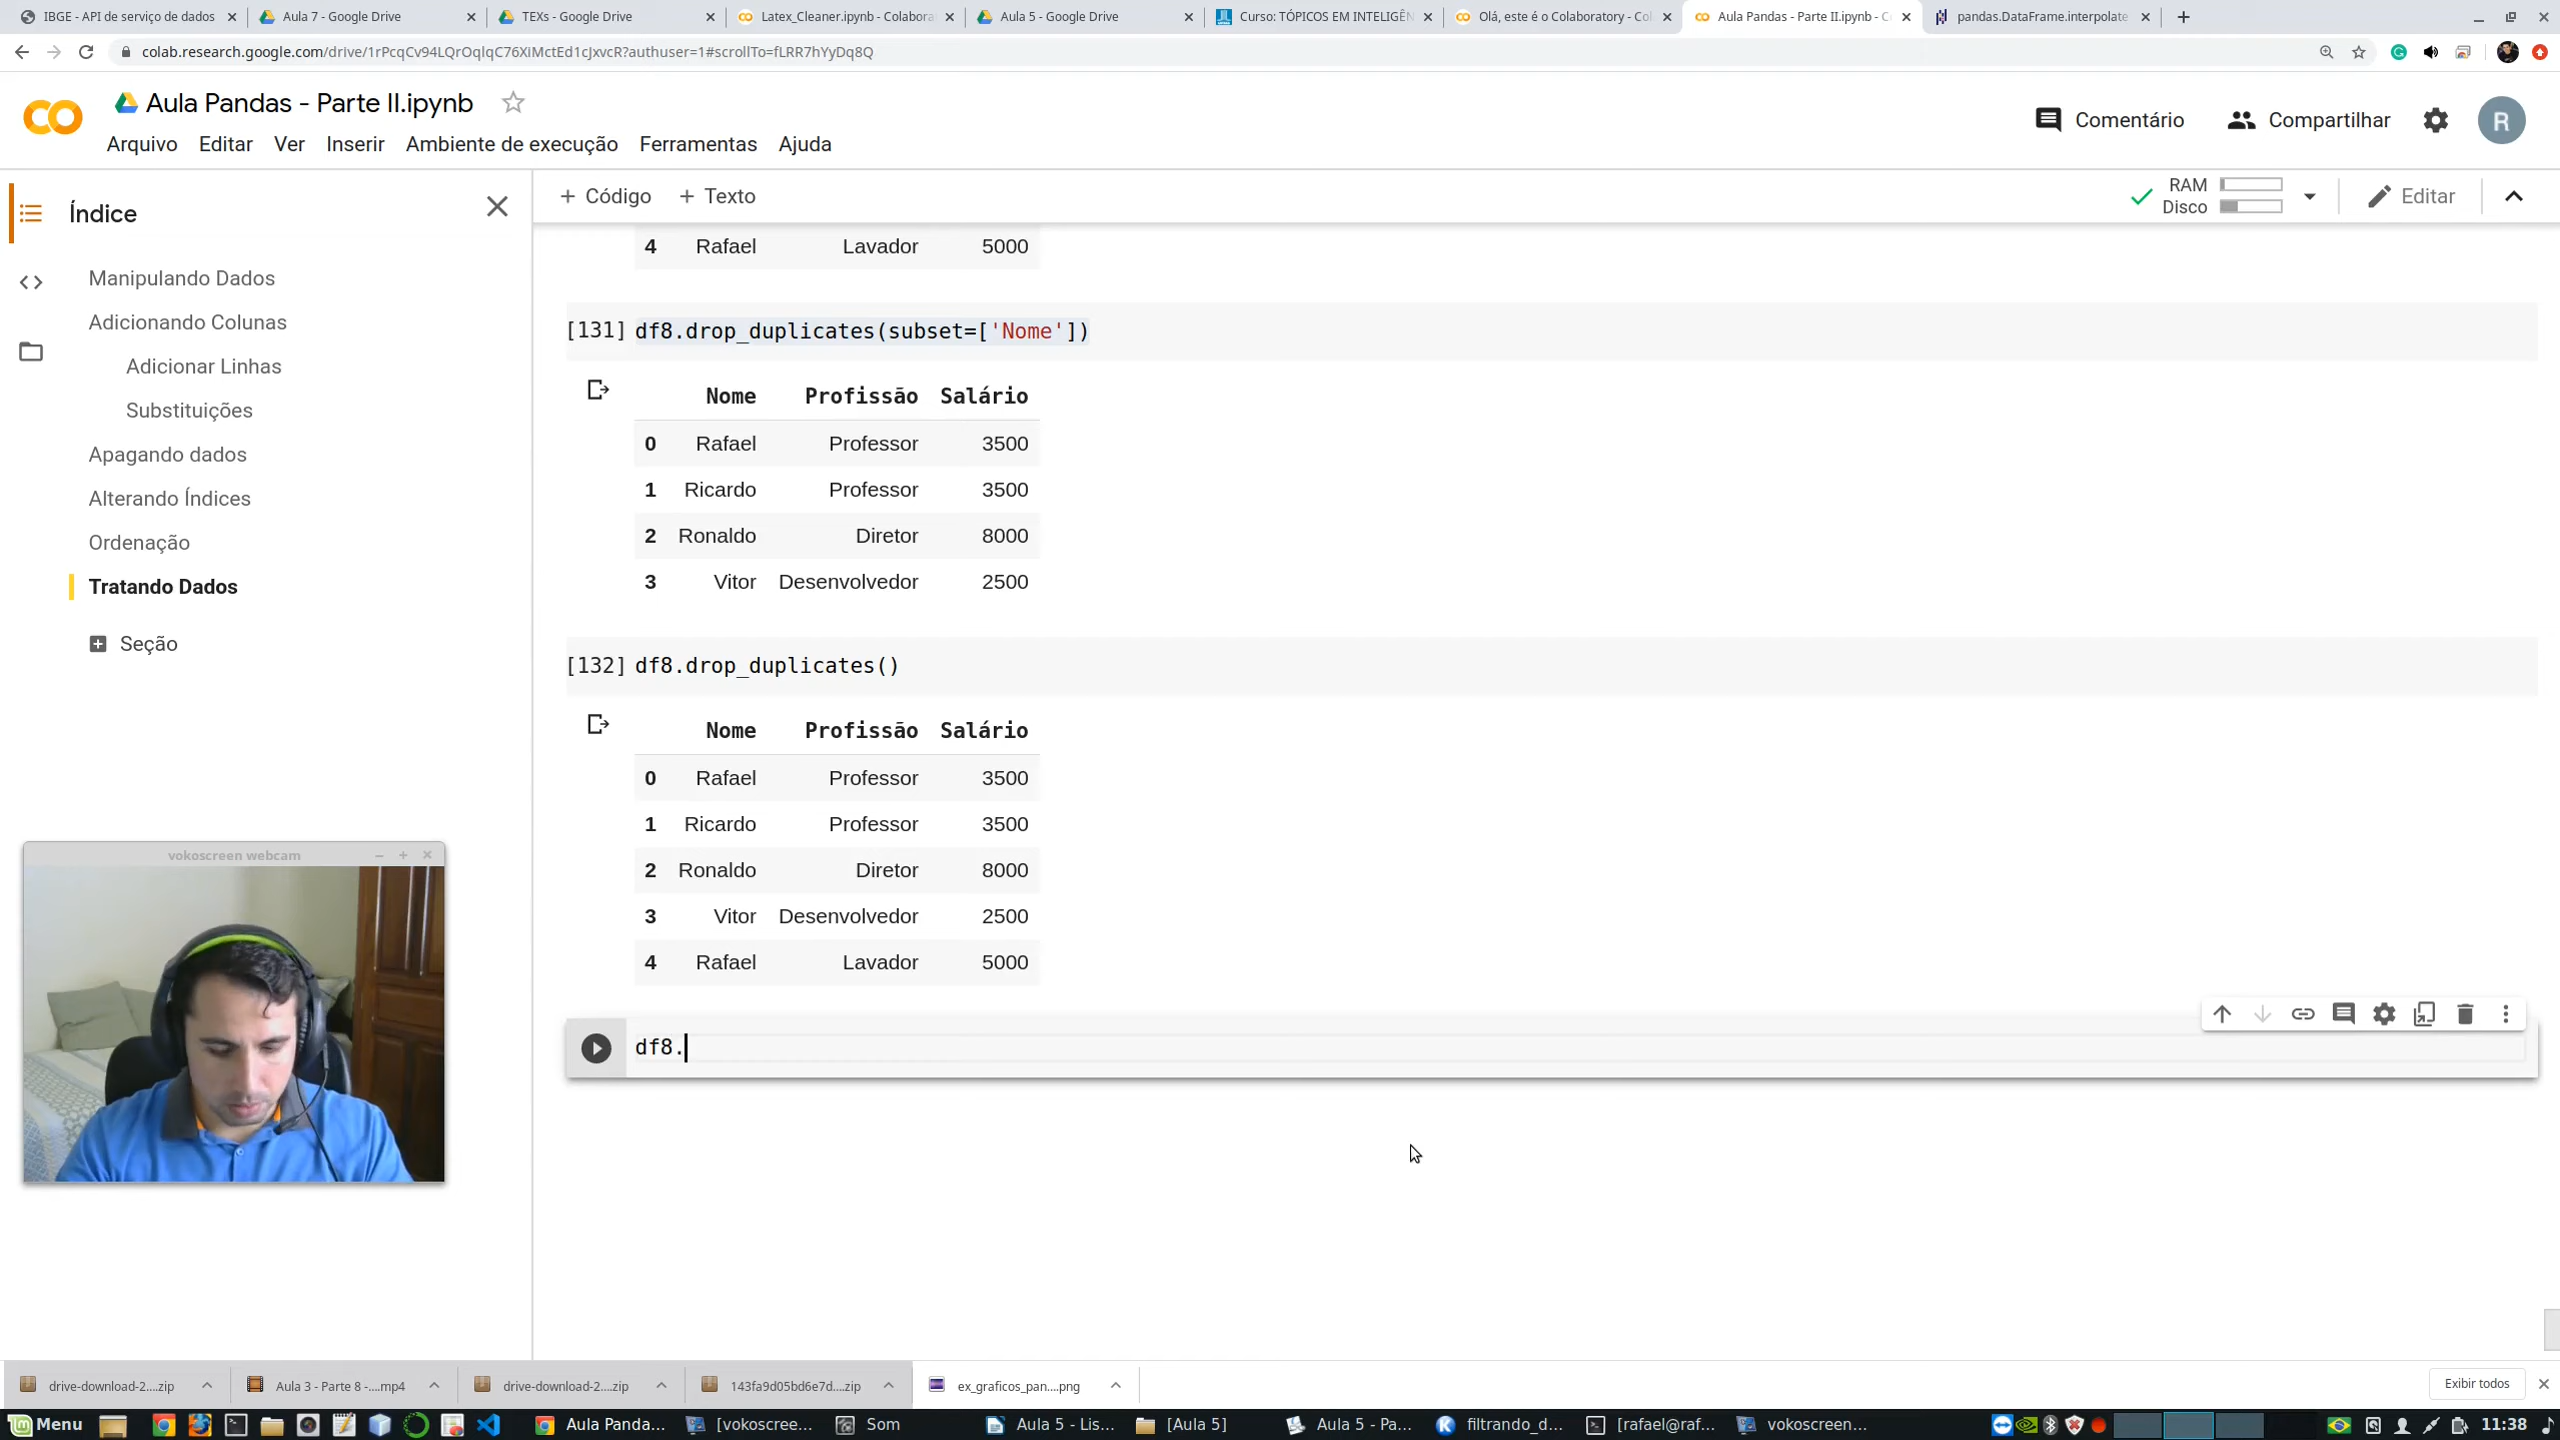 IBGE - API de serviço de dados
Aula 7 - Google Drive
TEXs - Google Drive
Latex_Cleaner.ipynb - Colabora
Aula 5 - Google Drive
Curso: TÓPICOS EM INTELIGÊN
Olá, este é o Colaboratory - Col
Aula Pandas - Parte II.ipynb - C
pandas.DataFrame.interpolate
colab.research.google.com/drive/1rPcqCv94LQrOqlqC76XiMctEd1cJxvcR?authuser=1#scrollTo=fLRR7hYyDq8Q
Aula Pandas - Parte II.ipynb
Comentário
Compartilhar
R
Arquivo Editar Ver Inserir Ambiente de execução Ferramentas Ajuda
Índice
+ Código + Texto
RAM
Disco
Editar
Manipulando Dados
Adicionando Colunas
Adicionar Linhas
Substituições
Apagando dados
Alterando Índices
Ordenação
Tratando Dados
Seção
4 Rafael Lavador 5000
[131] df8.drop_duplicates(subset=['Nome'])
Nome Profissão Salário
0 Rafael Professor 3500
1 Ricardo Professor 3500
2 Ronaldo Diretor 8000
3 Vitor Desenvolvedor 2500
[132] df8.drop_duplicates()
Nome Profissão Salário
0 Rafael Professor 3500
1 Ricardo Professor 3500
2 Ronaldo Diretor 8000
3 Vitor Desenvolvedor 2500
4 Rafael Lavador 5000
df8.
vokoscreen webcam
drive-download-2....zip
Aula 3 - Parte 8 -....mp4
drive-download-2....zip
143fa9d05bd6e7d....zip
ex_graficos_pan....png
Exibir todos
Menu
Aula Panda...
[vokoscree...
Som
Aula 5 - Lis...
[Aula 5]
Aula 5 - Pa...
filtrando_d...
[rafael@raf...
vokoscreen...
11:38